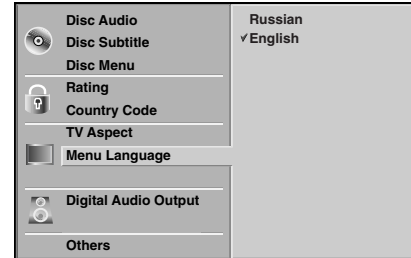 Disc Audio
Disc Subtitle
Disc Menu
Rating
Country Code
TV Aspect
Menu Language
Digital Audio Output
Others
Russian
✓English